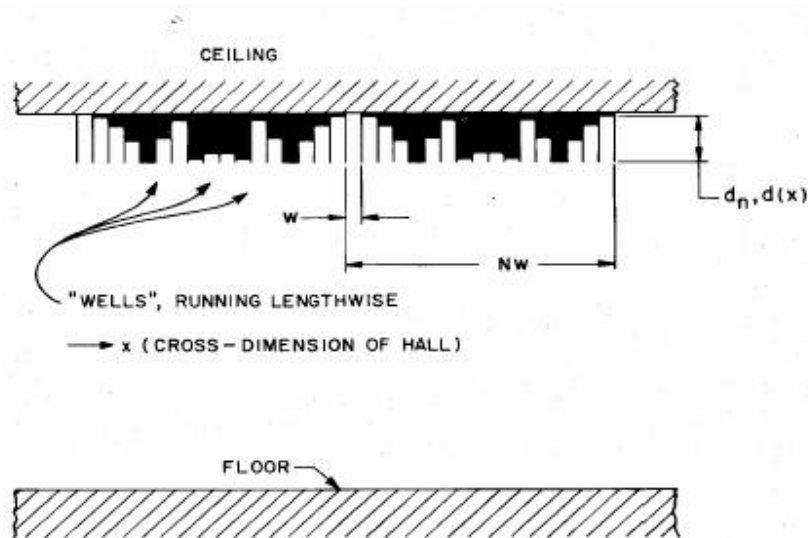 CEILING
dn, d(x)
w
Nw
"WELLS", RUNNING LENGTHWISE
x (CROSS-DIMENSION OF HALL)
FLOOR